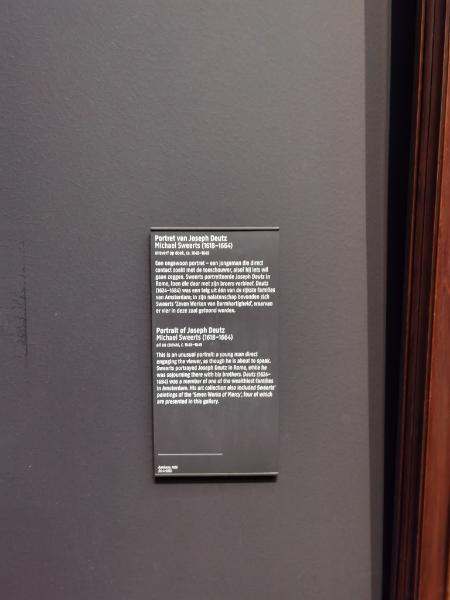 Portret van Joseph Deutz
Michael Sweerts (1618–1664)
olieverf op doek, ca. 1648–1649
Een ongewoon portret – een jongeman die direct
contact zoekt met de toeschouwer, alsof hij iets wil
gaan zeggen. Sweerts portretteerde Joseph Deutz in
Rome, toen die daar met zijn broers verbleef. Deutz
(1624–1684) was een telg uit één van de rijkste families
van Amsterdam; in zijn nalatenschap bevonden zich
Sweerts 'Zeven Werken van Barmhartigheid', waarvan
er vier in deze zaal getoond worden.
Portrait of Joseph Deutz
Michael Sweerts (1618–1664)
oil on canvas, c. 1648–1649
This is an unusual portrait: a young man direct
engaging the viewer, as though he is about to speak.
Sweerts portrayed Joseph Deutz in Rome, while he
was sojourning there with his brothers. Deutz (1624–
1684) was a member of one of the wealthiest families
in Amsterdam. His art collection also included Sweerts'
paintings of the 'Seven Works of Mercy', four of which
are presented in this gallery.